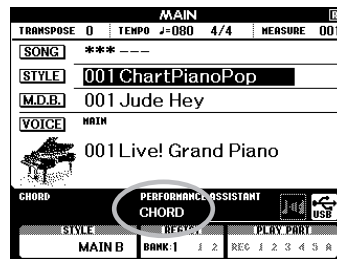 MAIN
TRANSPOSE 0 TEMPO ♩=080 4/4 MEASURE 001
SONG *** ---
STYLE 001 ChartPianoPop
M.D.B. 001 Jude Hey
VOICE MAIN
001 Live! Grand Piano
CHORD PERFORMANCE ASSISTANT
CHORD
USB
STYLE REGIST PLAY PART
MAIN B BANK:1 1 2 REC 1 2 3 4 5 A